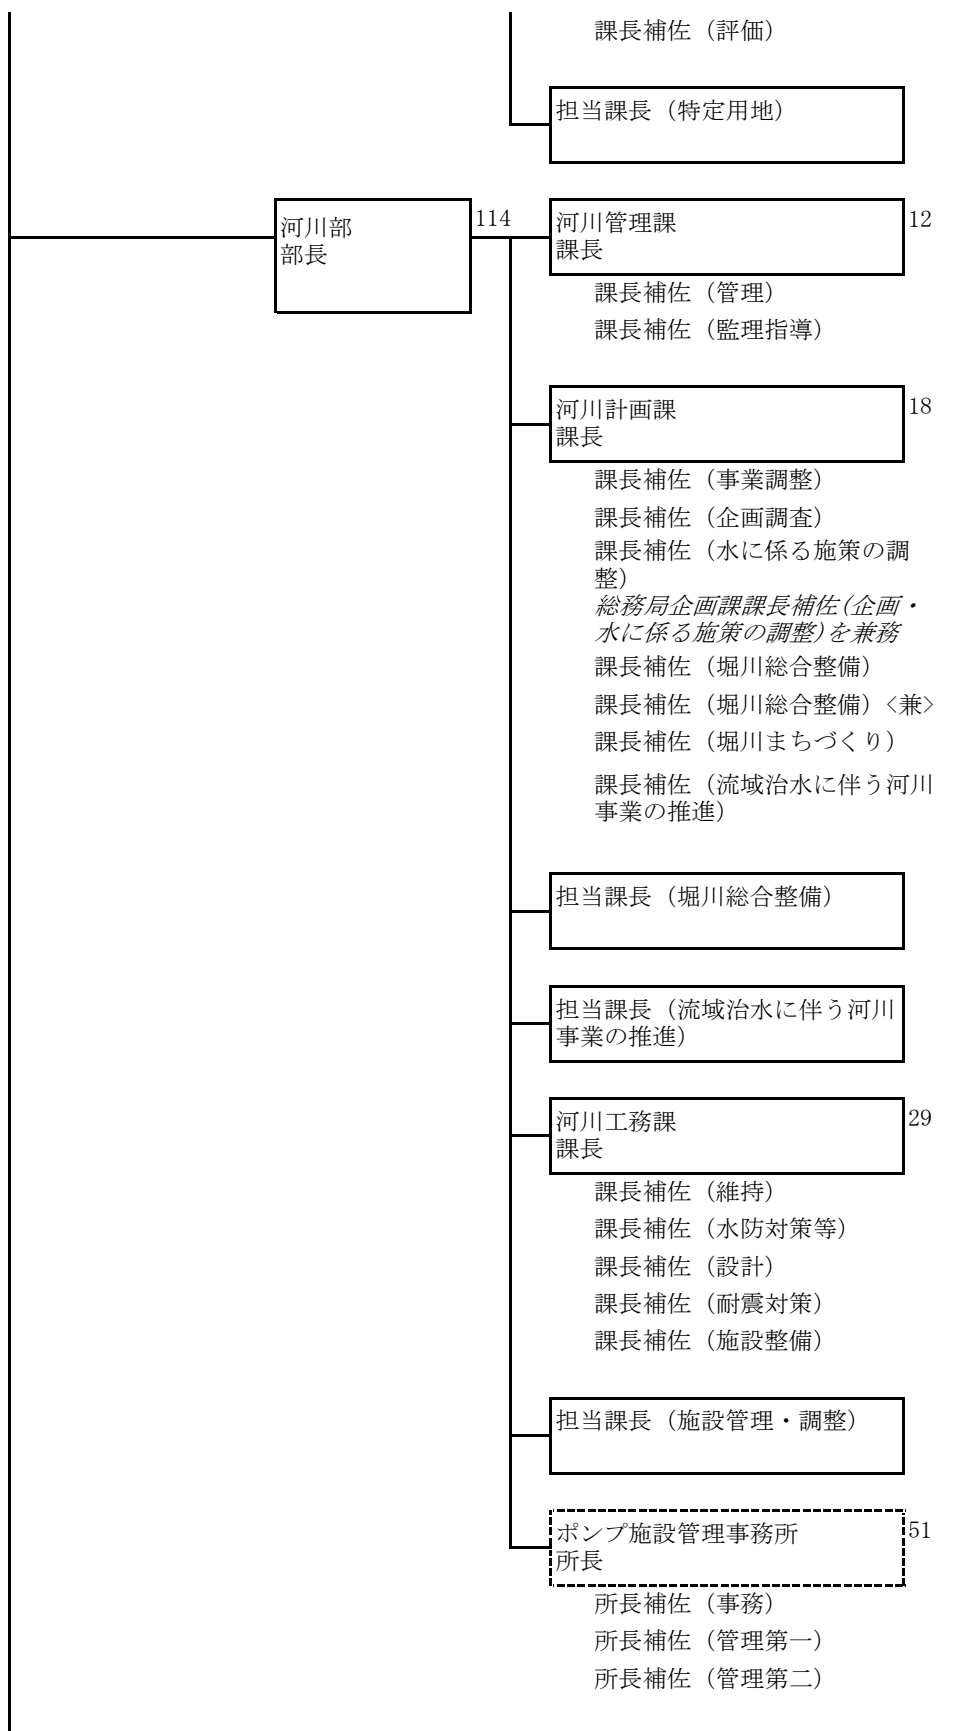 課長補佐（評価）
担当課長（特定用地）
河川部
部長
114
河川管理課
課長
12
課長補佐（管理）
課長補佐（監理指導）
河川計画課
課長
18
課長補佐（事業調整）
課長補佐（企画調査）
課長補佐（水に係る施策の調
整）
総務局企画課課長補佐(企画・
水に係る施策の調整)を兼務
課長補佐（堀川総合整備）
課長補佐（堀川総合整備）<兼>
課長補佐（堀川まちづくり）
課長補佐（流域治水に伴う河川
事業の推進）
担当課長（堀川総合整備）
担当課長（流域治水に伴う河川
事業の推進）
河川工務課
課長
29
課長補佐（維持）
課長補佐（水防対策等）
課長補佐（設計）
課長補佐（耐震対策）
課長補佐（施設整備）
担当課長（施設管理・調整）
ポンプ施設管理事務所
所長
51
所長補佐（事務）
所長補佐（管理第一）
所長補佐（管理第二）